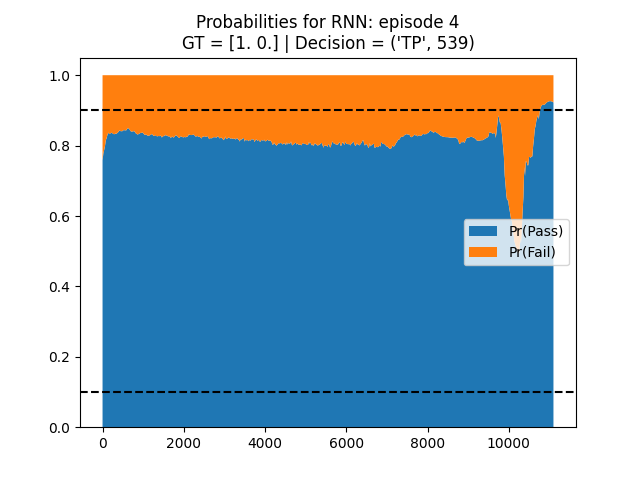 Probabilities for RNN: episode 4
GT = [1. 0.] | Decision = ('TP', 539)
1.0
0.8
0.6
0.4
0.2
0.0
Pr(Pass)
Pr(Fail)
0 2000 4000 6000 8000 10000